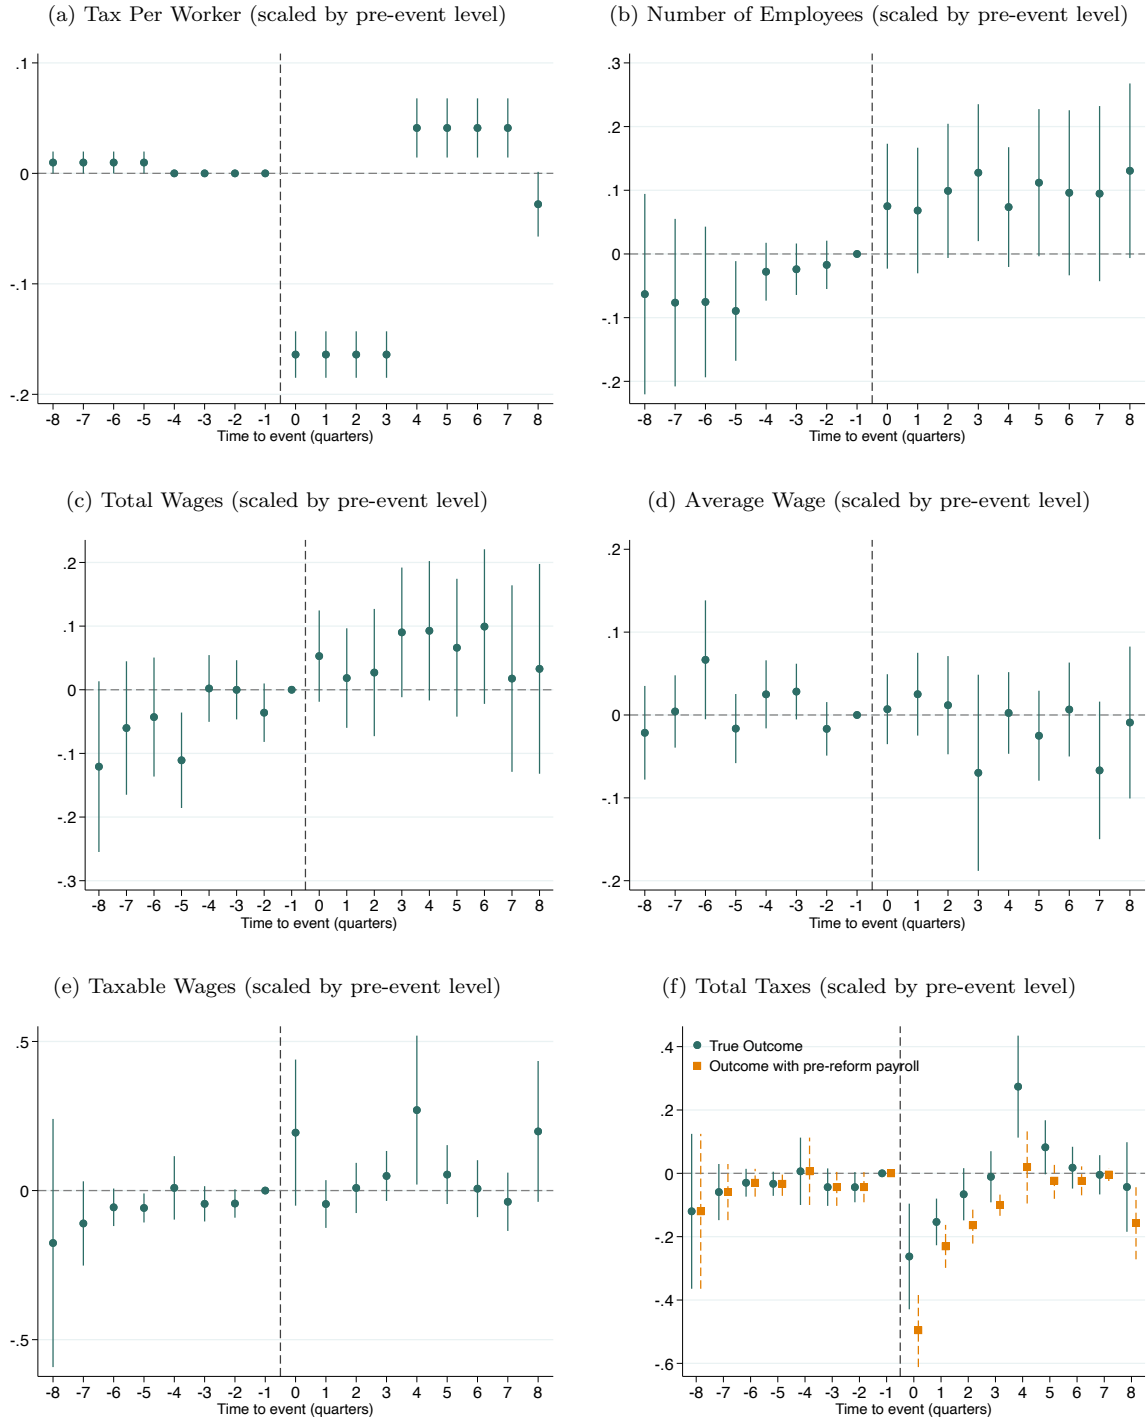 (a) Tax Per Worker (scaled by pre-event level)
.1
0
-.1
-.2
-8 -7 -6 -5 -4 -3 -2 -1 0 1 2 3 4 5 6 7 8
Time to event (quarters)
(b) Number of Employees (scaled by pre-event level)
0.3
0.2
0.1
0
-.1
-.2
-8 -7 -6 -5 -4 -3 -2 -1 0 1 2 3 4 5 6 7 8
Time to event (quarters)
(c) Total Wages (scaled by pre-event level)
.2
.1
0
-.1
-.2
-.3
-8 -7 -6 -5 -4 -3 -2 -1 0 1 2 3 4 5 6 7 8
Time to event (quarters)
(d) Average Wage (scaled by pre-event level)
.2
.1
0
-.1
-.2
-8 -7 -6 -5 -4 -3 -2 -1 0 1 2 3 4 5 6 7 8
Time to event (quarters)
(e) Taxable Wages (scaled by pre-event level)
.5
0
-.5
-8 -7 -6 -5 -4 -3 -2 -1 0 1 2 3 4 5 6 7 8
Time to event (quarters)
(f) Total Taxes (scaled by pre-event level)
True Outcome
Outcome with pre-reform payroll
.4
.2
0
-.2
-.4
-.6
-8 -7 -6 -5 -4 -3 -2 -1 0 1 2 3 4 5 6 7 8
Time to event (quarters)